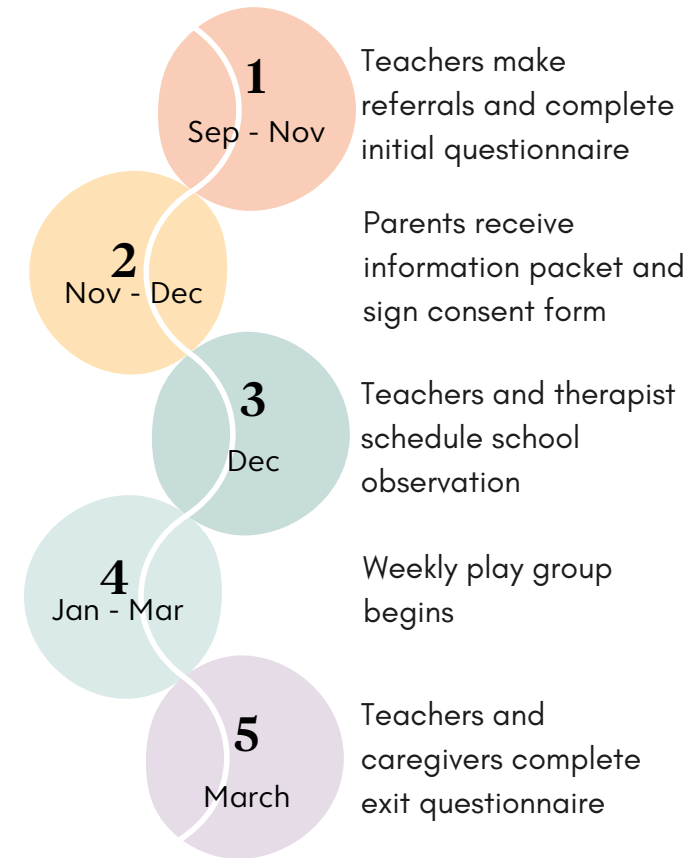 1
Sep - Nov
Teachers make
referrals and complete
initial questionnaire
2
Nov - Dec
Parents receive
information packet and
sign consent form
3
Dec
Teachers and therapist
schedule school
observation
4
Jan - Mar
Weekly play group
begins
5
March
Teachers and
caregivers complete
exit questionnaire